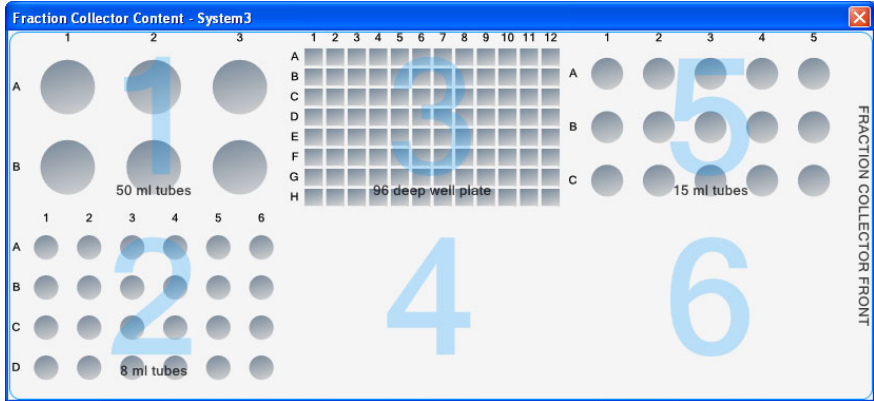 Fraction Collector Content - System3
1 2 3
A
B
1
50 ml tubes
1 2 3 4 5 6 7 8 9 10 11 12
A
B
C
D
E
F
G
H
3
96 deep well plate
1 2 3 4 5
A
B
C
5
15 ml tubes
1 2 3 4 5 6
A
B
C
D
2
8 ml tubes
4
6
FRACTION COLLECTOR FRONT